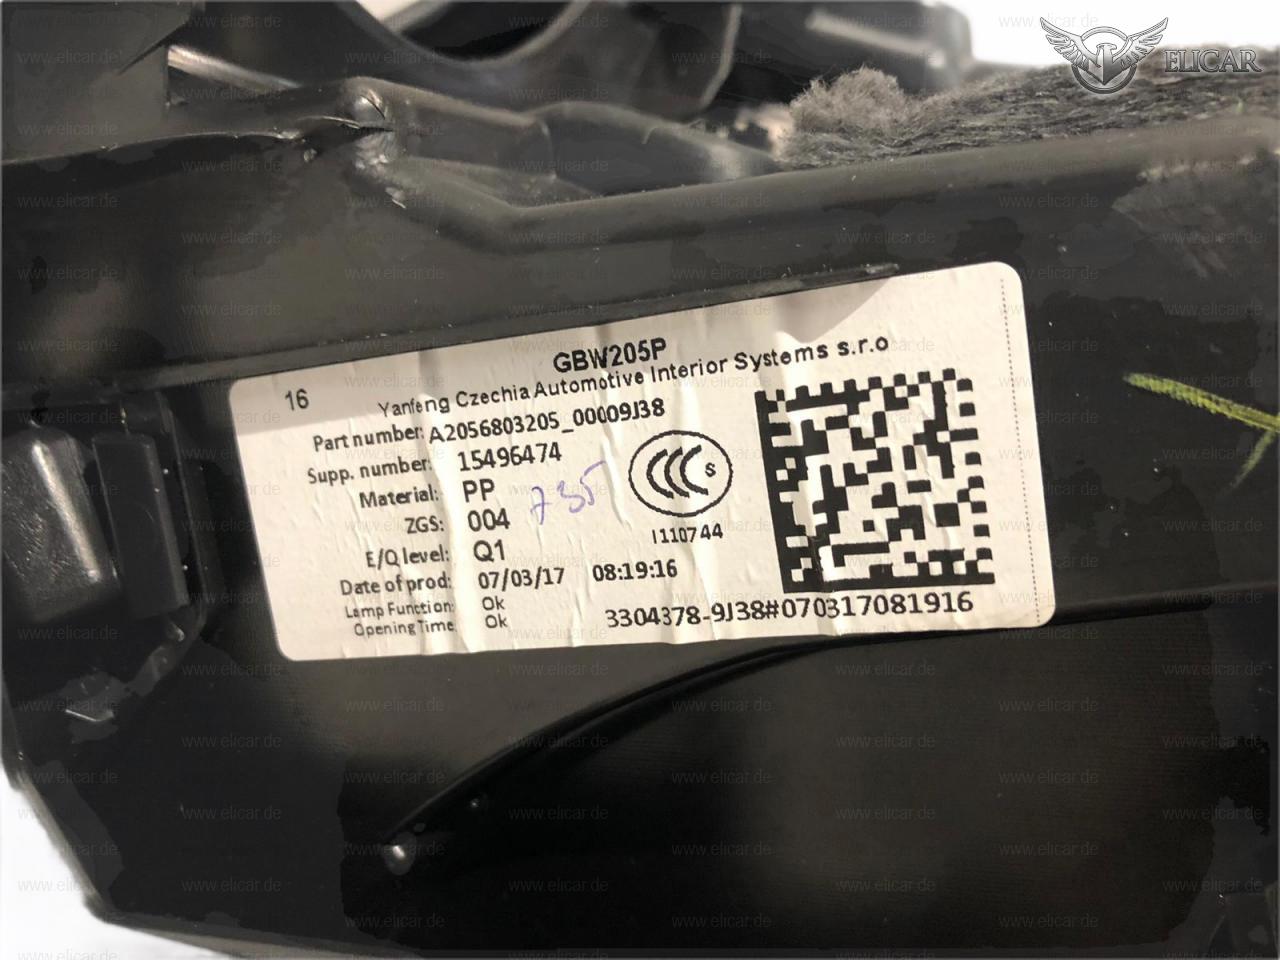 ELICAR
16
GBW205P
Yanfeng Czechia Automotive Interior Systems s.r.o
Part number: A2056803205_00009J38
Supp. number: 15496474
Material: PP
735
ZGS: 004
CCC S
I110744
E/Q level: Q1
Date of prod: 07/03/17 08:19:16
Lamp Function: Ok
Opening Time: Ok
3304378-9J38#070317081916
www.elicar.de